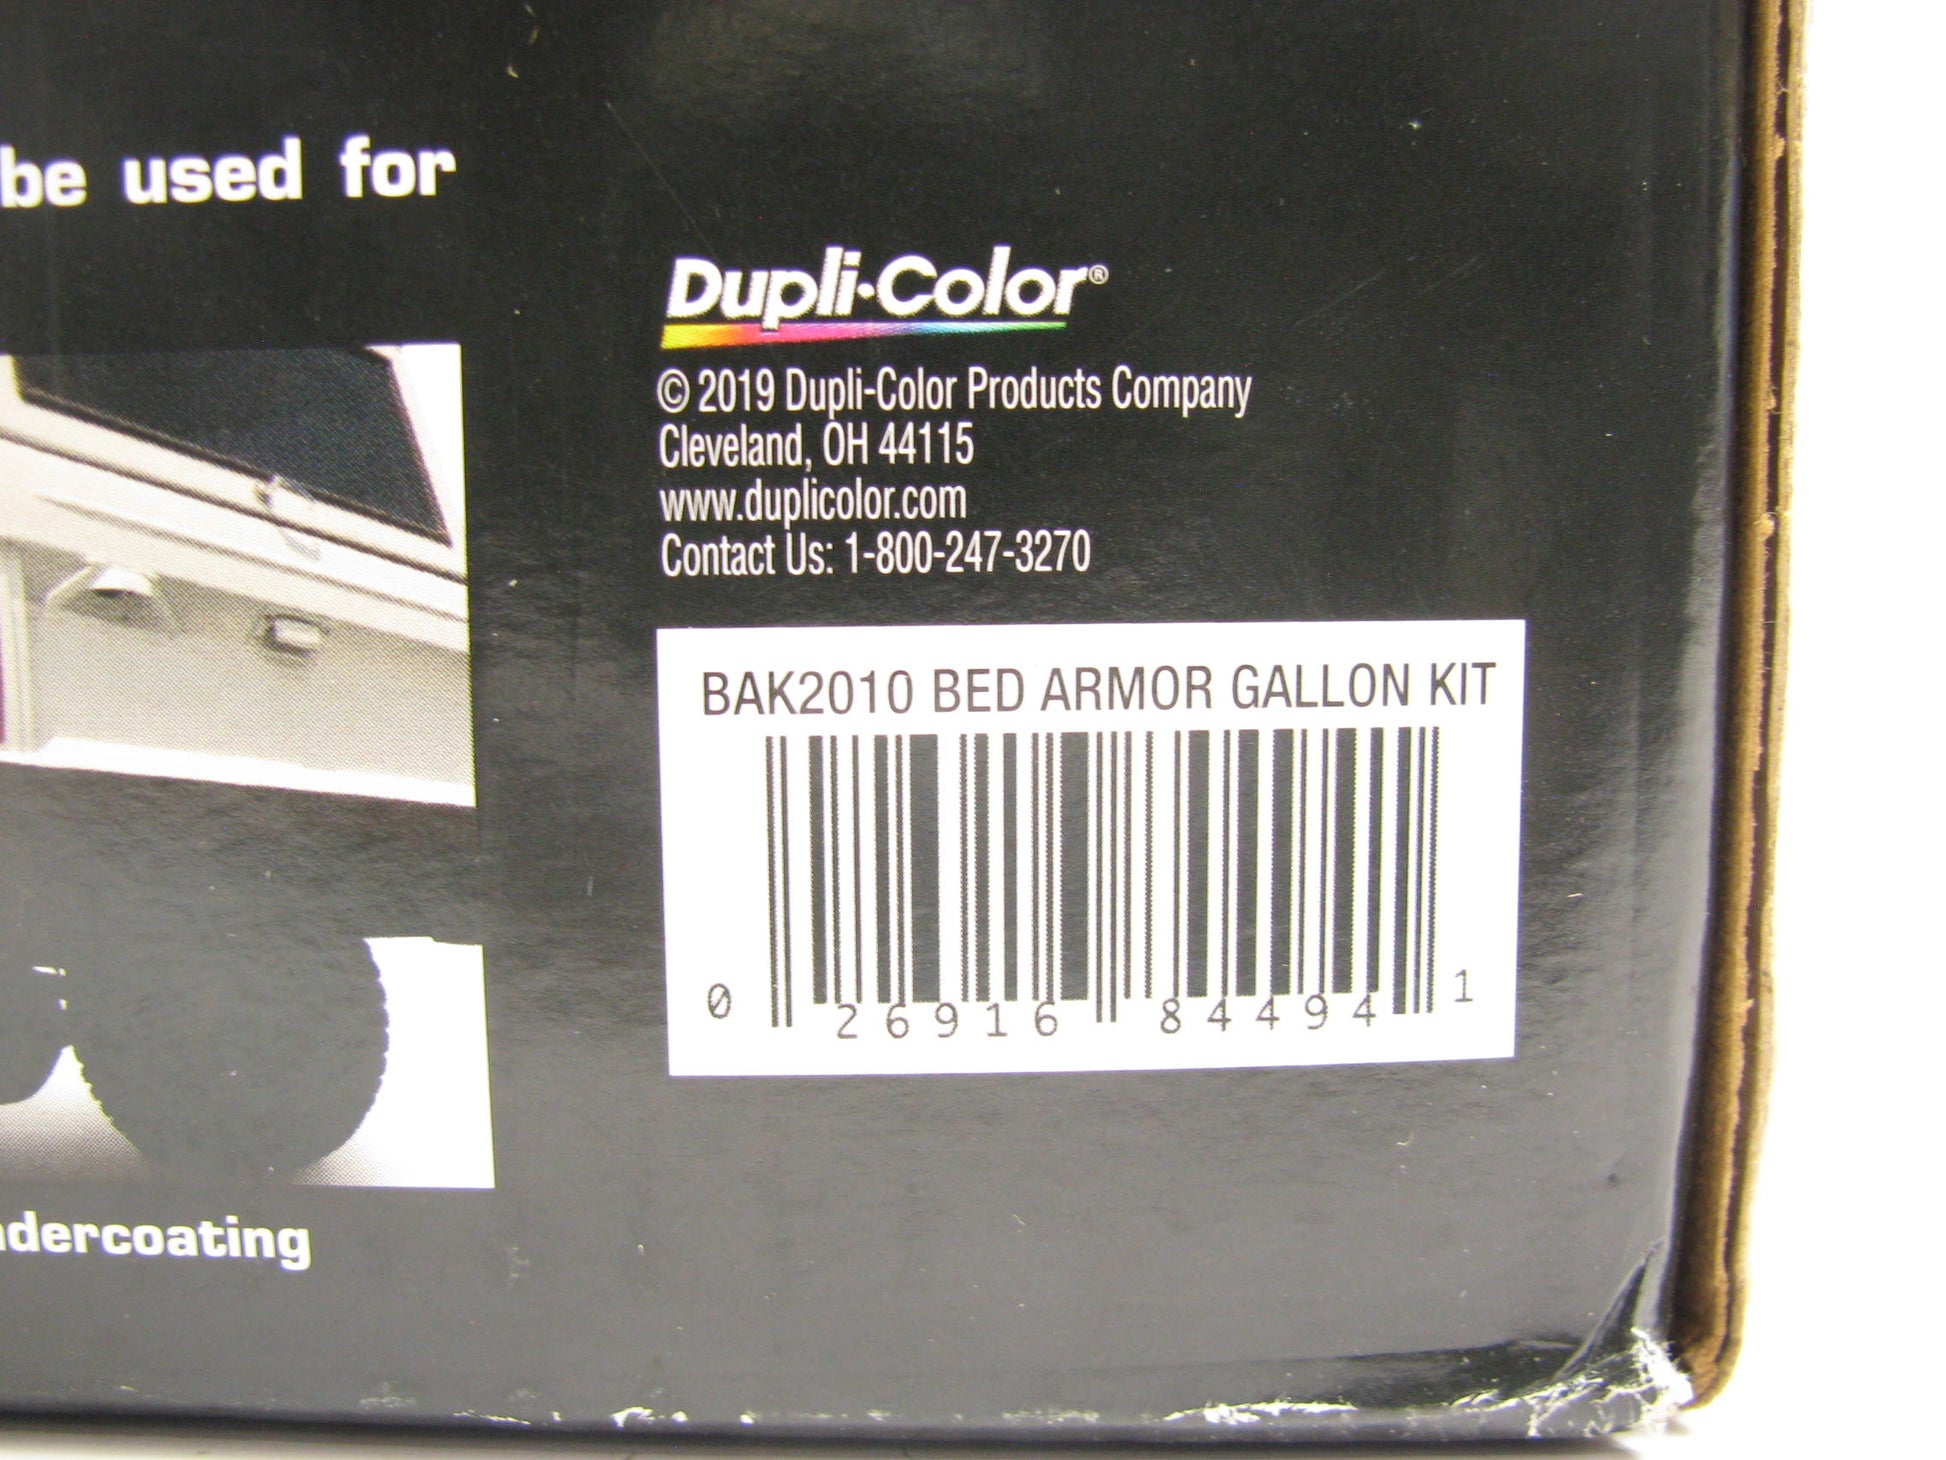 be used for
Dupli-Color®
© 2019 Dupli-Color Products Company
Cleveland, OH 44115
www.duplicolor.com
Contact Us: 1-800-247-3270
BAK2010 BED ARMOR GALLON KIT
0 26916 84494 1
ndercoating